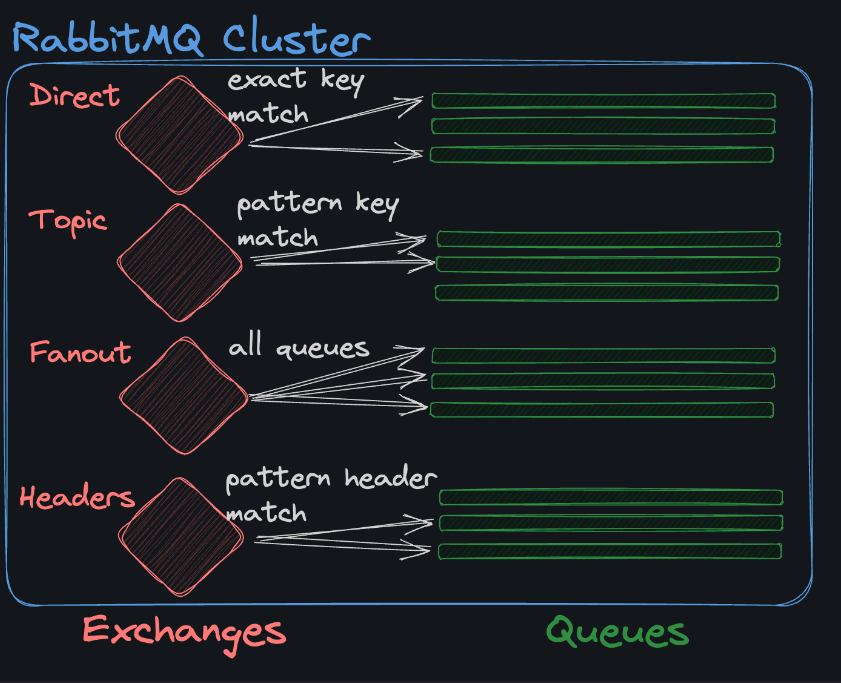 RabbitMQ Cluster
Direct
exact key
match
Topic
pattern key
match
Fanout
all queues
Headers
pattern header
match
Exchanges
Queues